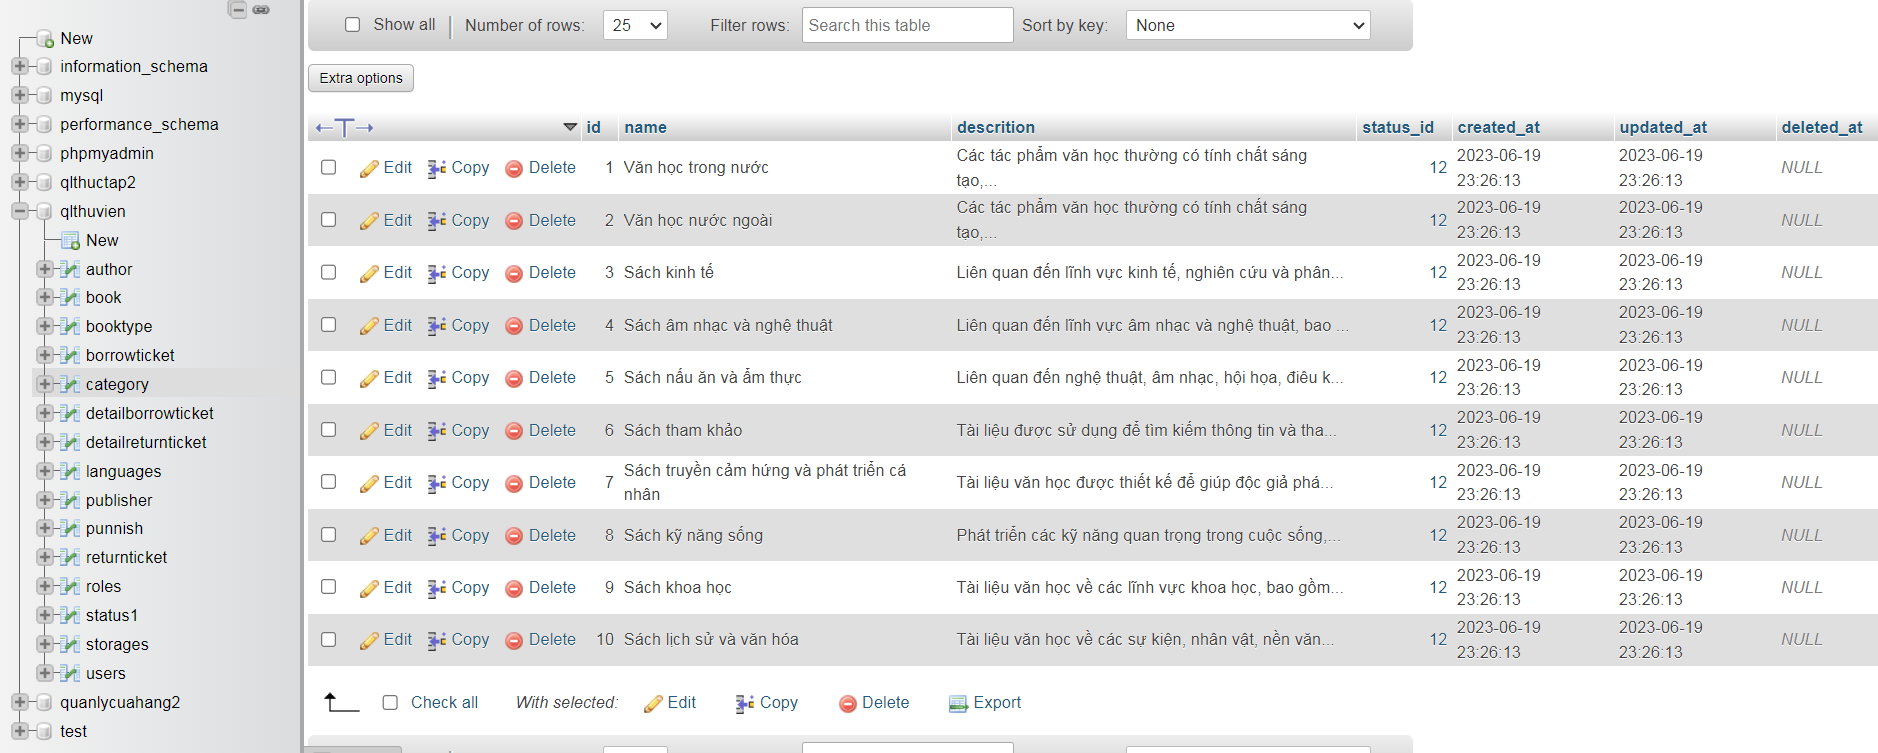 New
information_schema
mysql
performance_schema
phpmyadmin
qlthuctap2
qlthuvien
New
author
book
booktype
borrowticket
category
detailborrowticket
detailreturnticket
languages
publisher
punnish
returnticket
roles
status1
storages
users
quanlycuahang2
test
Show all Number of rows: 25 Filter rows: Search this table Sort by key: None
Extra options
id name descrition status_id created_at updated_at deleted_at
Edit Copy Delete 1 Văn học trong nước Các tác phẩm văn học thường có tính chất sáng tạo,... 12 2023-06-19 23:26:13 2023-06-19 23:26:13 NULL
Edit Copy Delete 2 Văn học nước ngoài Các tác phẩm văn học thường có tính chất sáng tạo,... 12 2023-06-19 23:26:13 2023-06-19 23:26:13 NULL
Edit Copy Delete 3 Sách kinh tế Liên quan đến lĩnh vực kinh tế, nghiên cứu và phân... 12 2023-06-19 23:26:13 2023-06-19 23:26:13 NULL
Edit Copy Delete 4 Sách âm nhạc và nghệ thuật Liên quan đến lĩnh vực âm nhạc và nghệ thuật, bao ... 12 2023-06-19 23:26:13 2023-06-19 23:26:13 NULL
Edit Copy Delete 5 Sách nấu ăn và ẩm thực Liên quan đến nghệ thuật, âm nhạc, hội họa, điêu k... 12 2023-06-19 23:26:13 2023-06-19 23:26:13 NULL
Edit Copy Delete 6 Sách tham khảo Tài liệu được sử dụng để tìm kiếm thông tin và tha... 12 2023-06-19 23:26:13 2023-06-19 23:26:13 NULL
Edit Copy Delete 7 Sách truyền cảm hứng và phát triển cá nhân Tài liệu văn học được thiết kế để giúp độc giả phá... 12 2023-06-19 23:26:13 2023-06-19 23:26:13 NULL
Edit Copy Delete 8 Sách kỹ năng sống Phát triển các kỹ năng quan trọng trong cuộc sống,... 12 2023-06-19 23:26:13 2023-06-19 23:26:13 NULL
Edit Copy Delete 9 Sách khoa học Tài liệu văn học về các lĩnh vực khoa học, bao gồm... 12 2023-06-19 23:26:13 2023-06-19 23:26:13 NULL
Edit Copy Delete 10 Sách lịch sử và văn hóa Tài liệu văn học về các sự kiện, nhân vật, nền văn... 12 2023-06-19 23:26:13 2023-06-19 23:26:13 NULL
Check all With selected: Edit Copy Delete Export